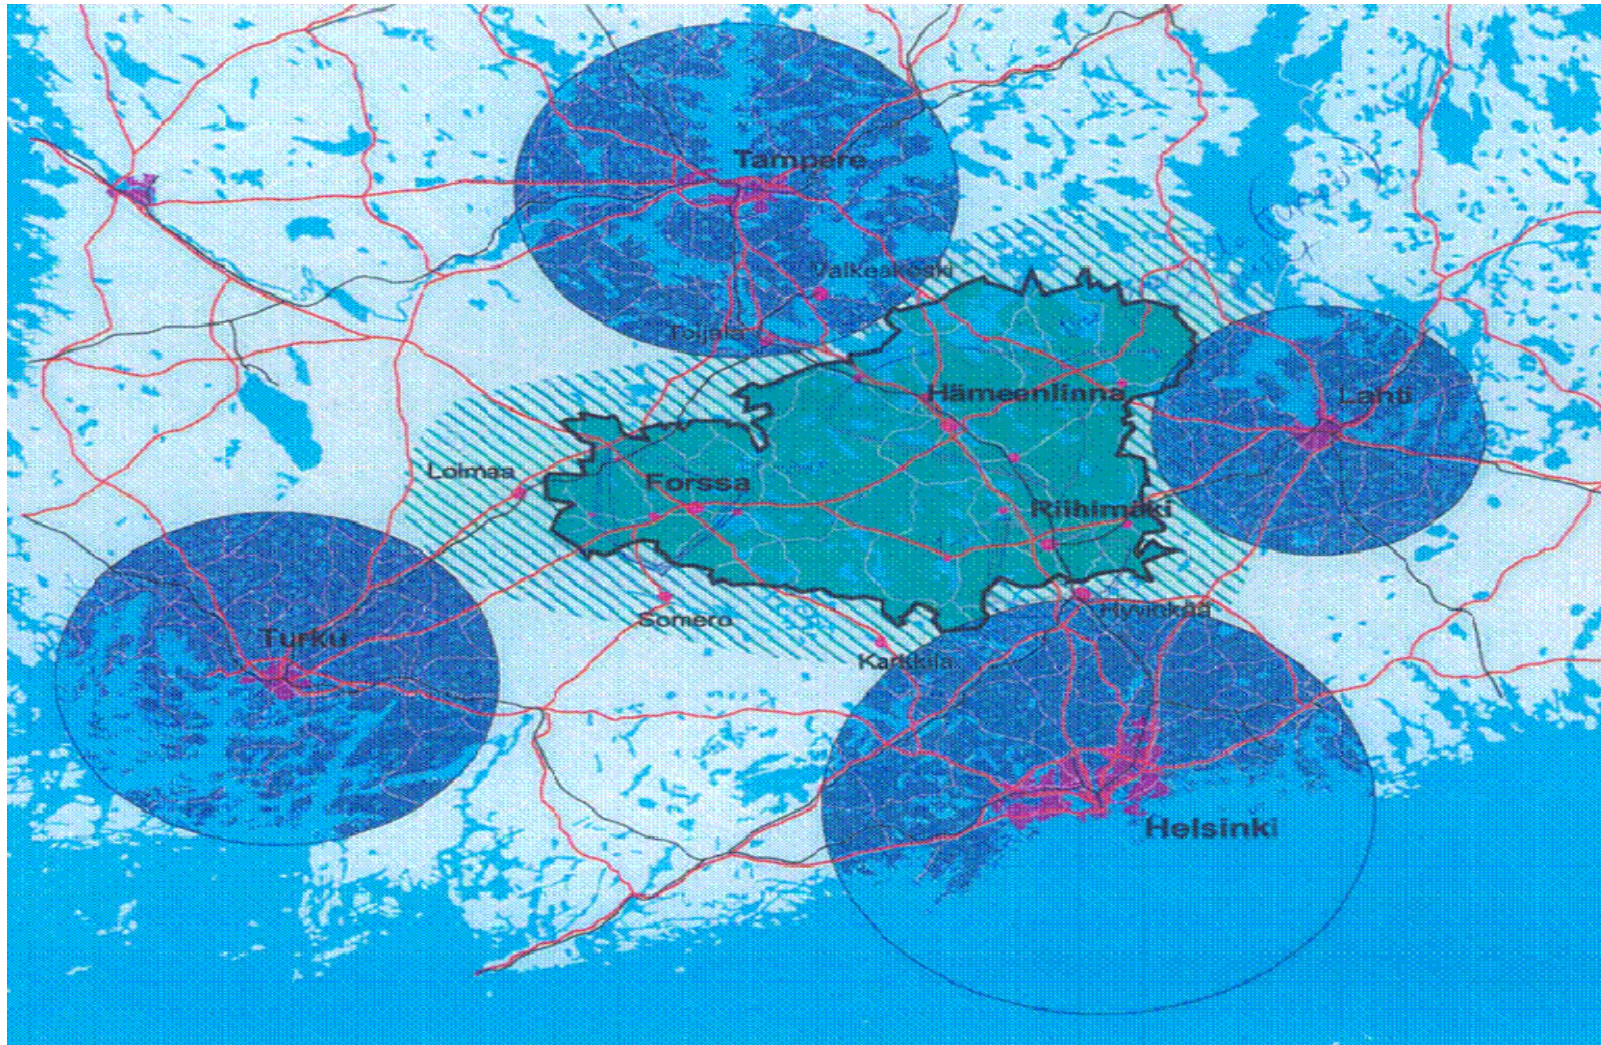 Tampere
Valkeakoski
Toijala
Hämeenlinna
Lahti
Loimaa
Forssa
Riihimäki
Hyvinkää
Somero
Turku
Karkkila
Helsinki